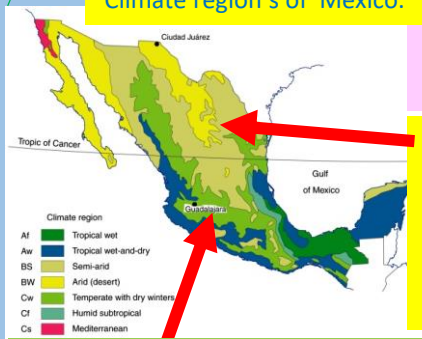 Climate region's of Mexico.
Ciudad Juárez
Tropic of Cancer
Gulf
of Mexico
Guadalajara
Climate region
Af Tropical wet
Aw Tropical wet-and-dry
BS Semi-arid
BW Arid (desert)
Cw Temperate with dry winters
Cf Humid subtropical
Cs Mediterranean